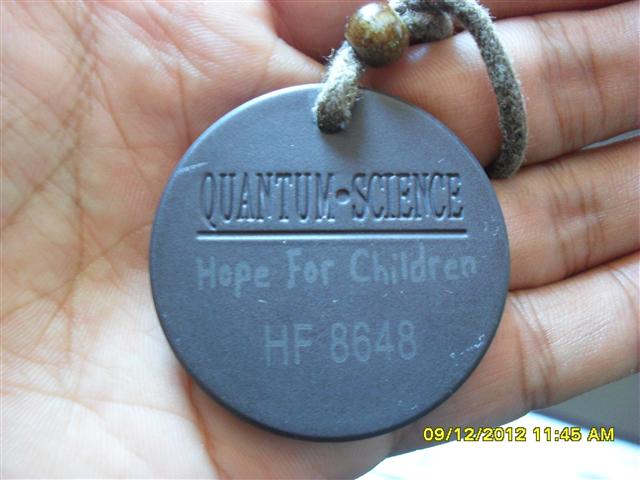 QUANTUM•SCIENCE
Hope For Children
HF 8648
09/12/2012 11:45 AM